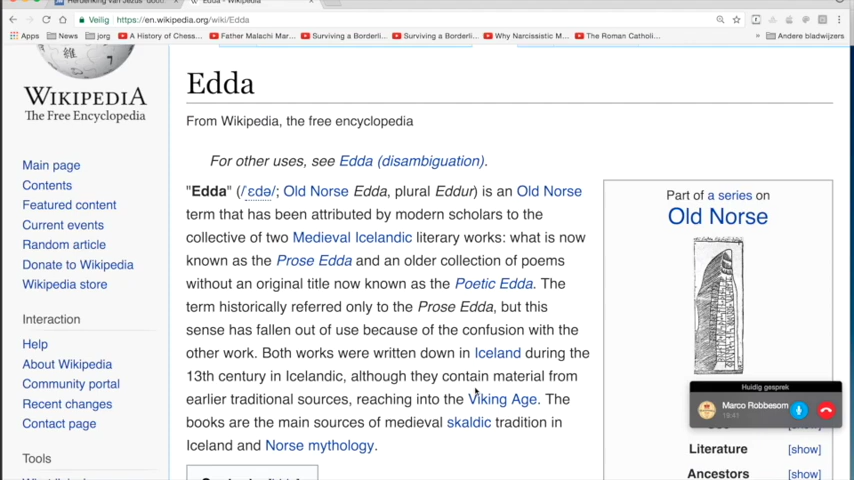 Herdenking van Jezus' dood
Edda - Wikipedia
Veilig https://en.wikipedia.org/wiki/Edda
Apps News jorg A History of Chess... Father Malachi Mar... Surviving a Borderli... Surviving a Borderli... Why Narcissistic M... The Roman Catholi... » Andere bladwijzers
WIKIPEDIA
The Free Encyclopedia
Main page
Contents
Featured content
Current events
Random article
Donate to Wikipedia
Wikipedia store
Interaction
Help
About Wikipedia
Community portal
Recent changes
Contact page
Tools
Edda
From Wikipedia, the free encyclopedia
For other uses, see Edda (disambiguation).
"Edda" (/ˈɛdə/; Old Norse Edda, plural Eddur) is an Old Norse
term that has been attributed by modern scholars to the
collective of two Medieval Icelandic literary works: what is now
known as the Prose Edda and an older collection of poems
without an original title now known as the Poetic Edda. The
term historically referred only to the Prose Edda, but this
sense has fallen out of use because of the confusion with the
other work. Both works were written down in Iceland during the
13th century in Icelandic, although they contain material from
earlier traditional sources, reaching into the Viking Age. The
books are the main sources of medieval skaldic tradition in
Iceland and Norse mythology.
Part of a series on
Old Norse
Huidig gesprek
Marco Robbesom
Literature [show]
Ancestors [show]